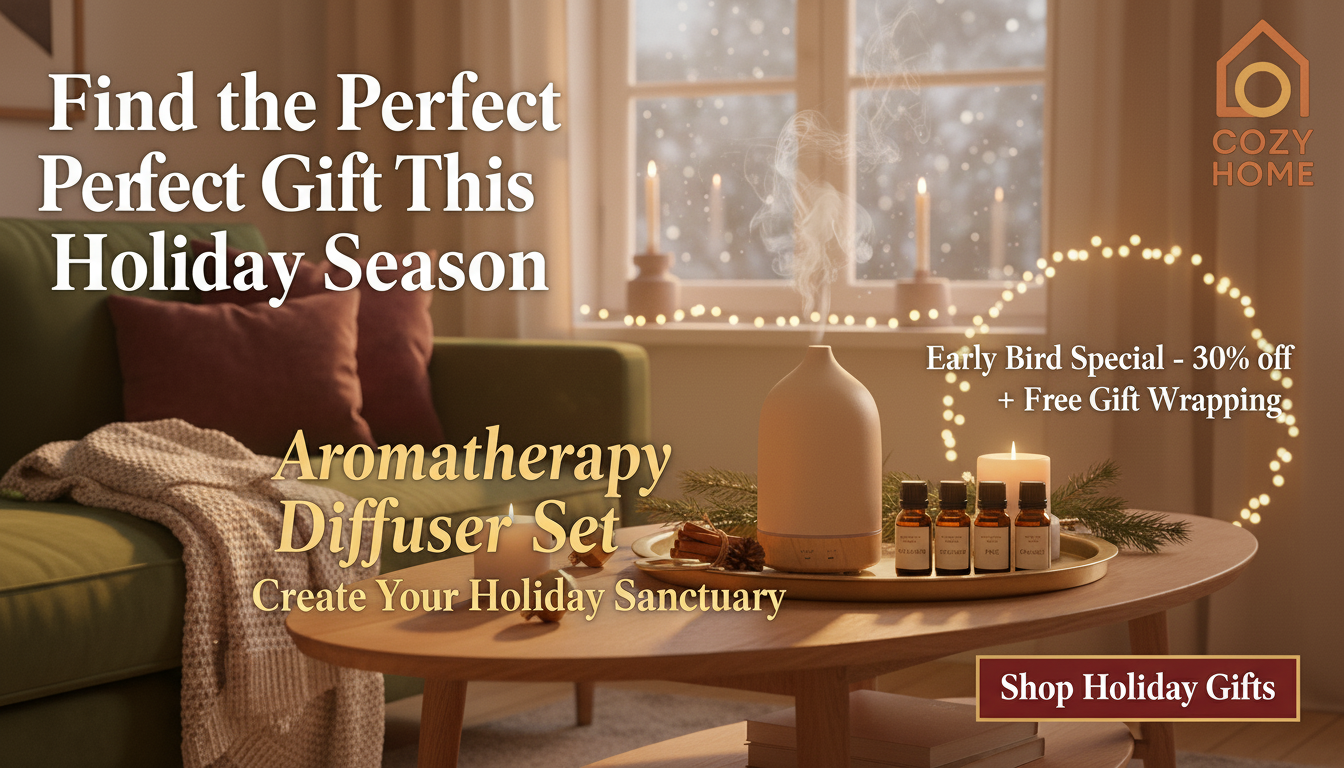 Find the Perfect
Perfect Gift This
Holiday Season
COZY
HOME
Early Bird Special - 30% off
+ Free Gift Wrapping
Aromatherapy
Diffuser Set
Create Your Holiday Sanctuary
PINE
Shop Holiday Gifts